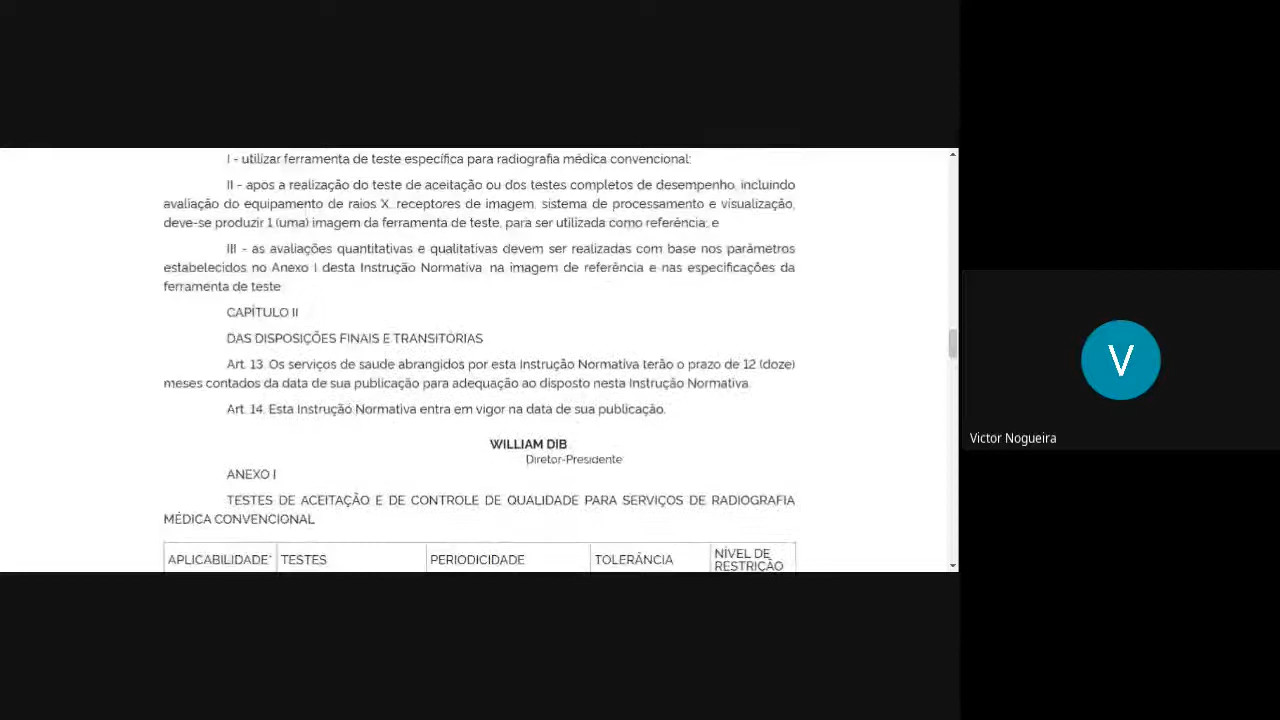 I - utilizar ferramenta de teste específica para radiografia médica convencional;
II - apos a realização do teste de aceitação ou dos testes completos de desempenho, incluindo
avaliação do equipamento de raios X, receptores de imagem, sistema de processamento e visualização,
deve-se produzir 1 (uma) imagem da ferramenta de teste, para ser utilizada como referência; e
III - as avaliações quantitativas e qualitativas devem ser realizadas com base nos parâmetros
estabelecidos no Anexo I desta Instrução Normativa, na imagem de referência e nas especificações da
ferramenta de teste
CAPÍTULO II
DAS DISPOSIÇÕES FINAIS E TRANSITÓRIAS
Art. 13. Os serviços de saude abrangidos por esta Instrução Normativa terão o prazo de 12 (doze)
meses contados da data de sua publicação para adequação ao disposto nesta Instrução Normativa.
Art. 14. Esta Instrução Normativa entra em vigor na data de sua publicação.
WILLIAM DIB
Diretor-Presidente
ANEXO I
TESTES DE ACEITAÇÃO E DE CONTROLE DE QUALIDADE PARA SERVIÇOS DE RADIOGRAFIA
MÉDICA CONVENCIONAL
APLICABILIDADE* TESTES PERIODICIDADE TOLERÂNCIA NÍVEL DE
RESTRIÇÃO
V
Victor Nogueira